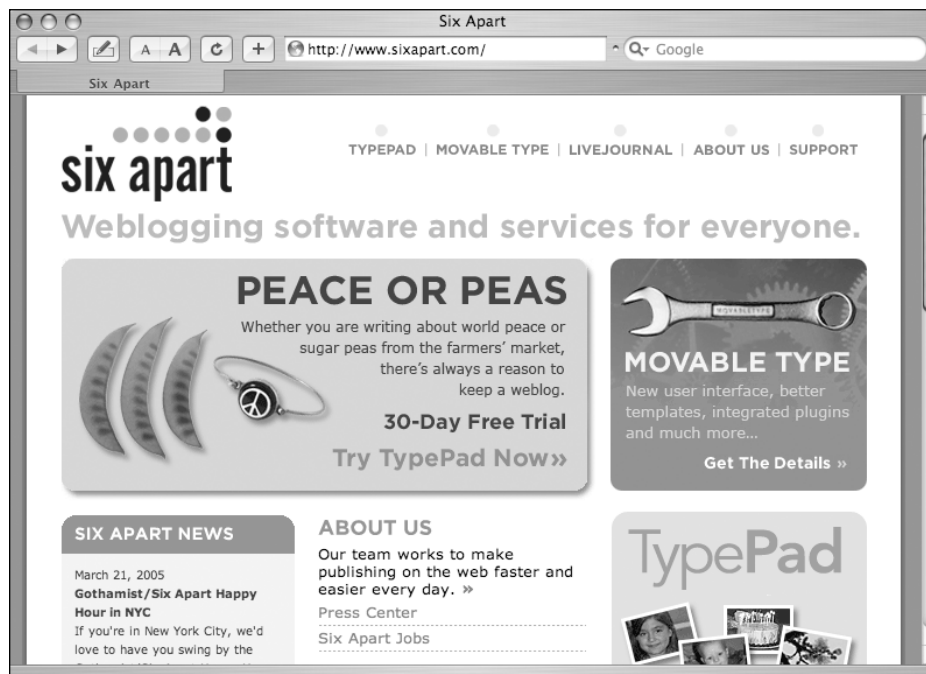 Six Apart
A A C + http://www.sixapart.com/ Google
Six Apart
six apart
TYPEPAD | MOVABLE TYPE | LIVEJOURNAL | ABOUT US | SUPPORT
Weblogging software and services for everyone.
PEACE OR PEAS
Whether you are writing about world peace or
sugar peas from the farmers' market,
there's always a reason to
keep a weblog.
30-Day Free Trial
Try TypePad Now»
MOVABLETYPE
MOVABLE TYPE
New user interface, better
templates, integrated plugins
and much more...
Get The Details »
SIX APART NEWS
March 21, 2005
Gothamist/Six Apart Happy
Hour in NYC
If you're in New York City, we'd
love to have you swing by the
ABOUT US
Our team works to make
publishing on the web faster and
easier every day. »
Press Center
Six Apart Jobs
TypePad